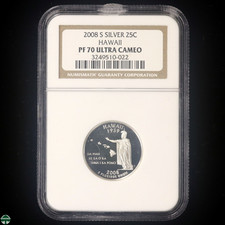 2008 S SILVER 25C
HAWAII
PF 70 ULTRA CAMEO
3249510-022
NUMISMATIC GUARANTY CORPORATION
HAWAII
1959
2008